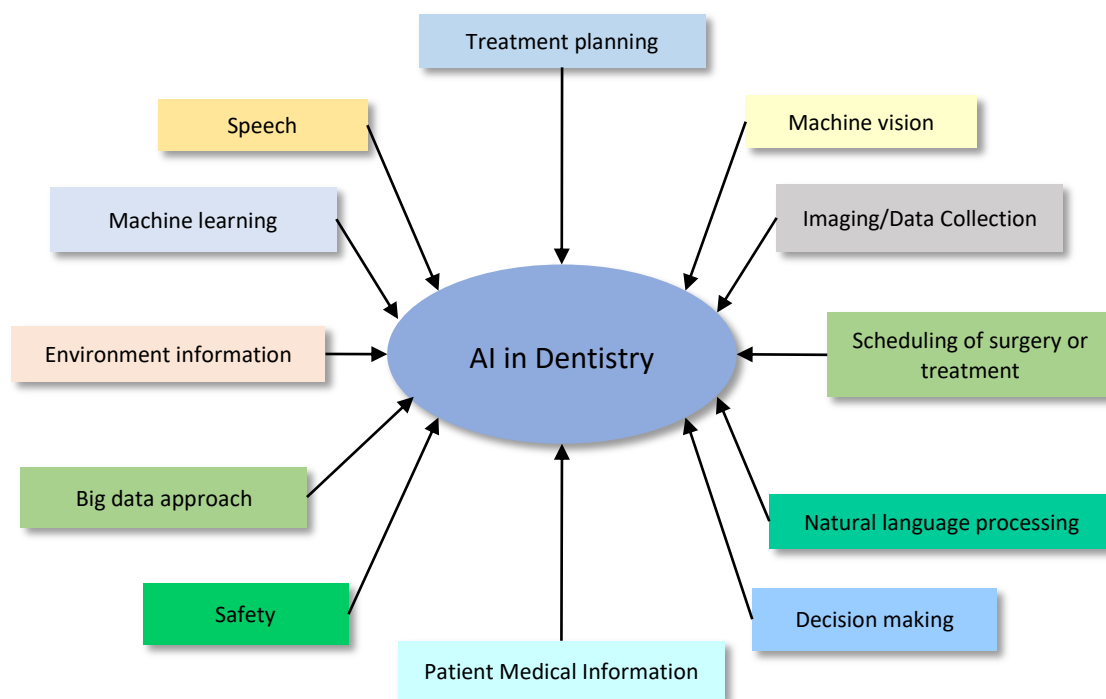 Treatment planning
Speech
Machine vision
Machine learning
Imaging/Data Collection
Environment information
AI in Dentistry
Scheduling of surgery or
treatment
Big data approach
Natural language processing
Safety
Decision making
Patient Medical Information